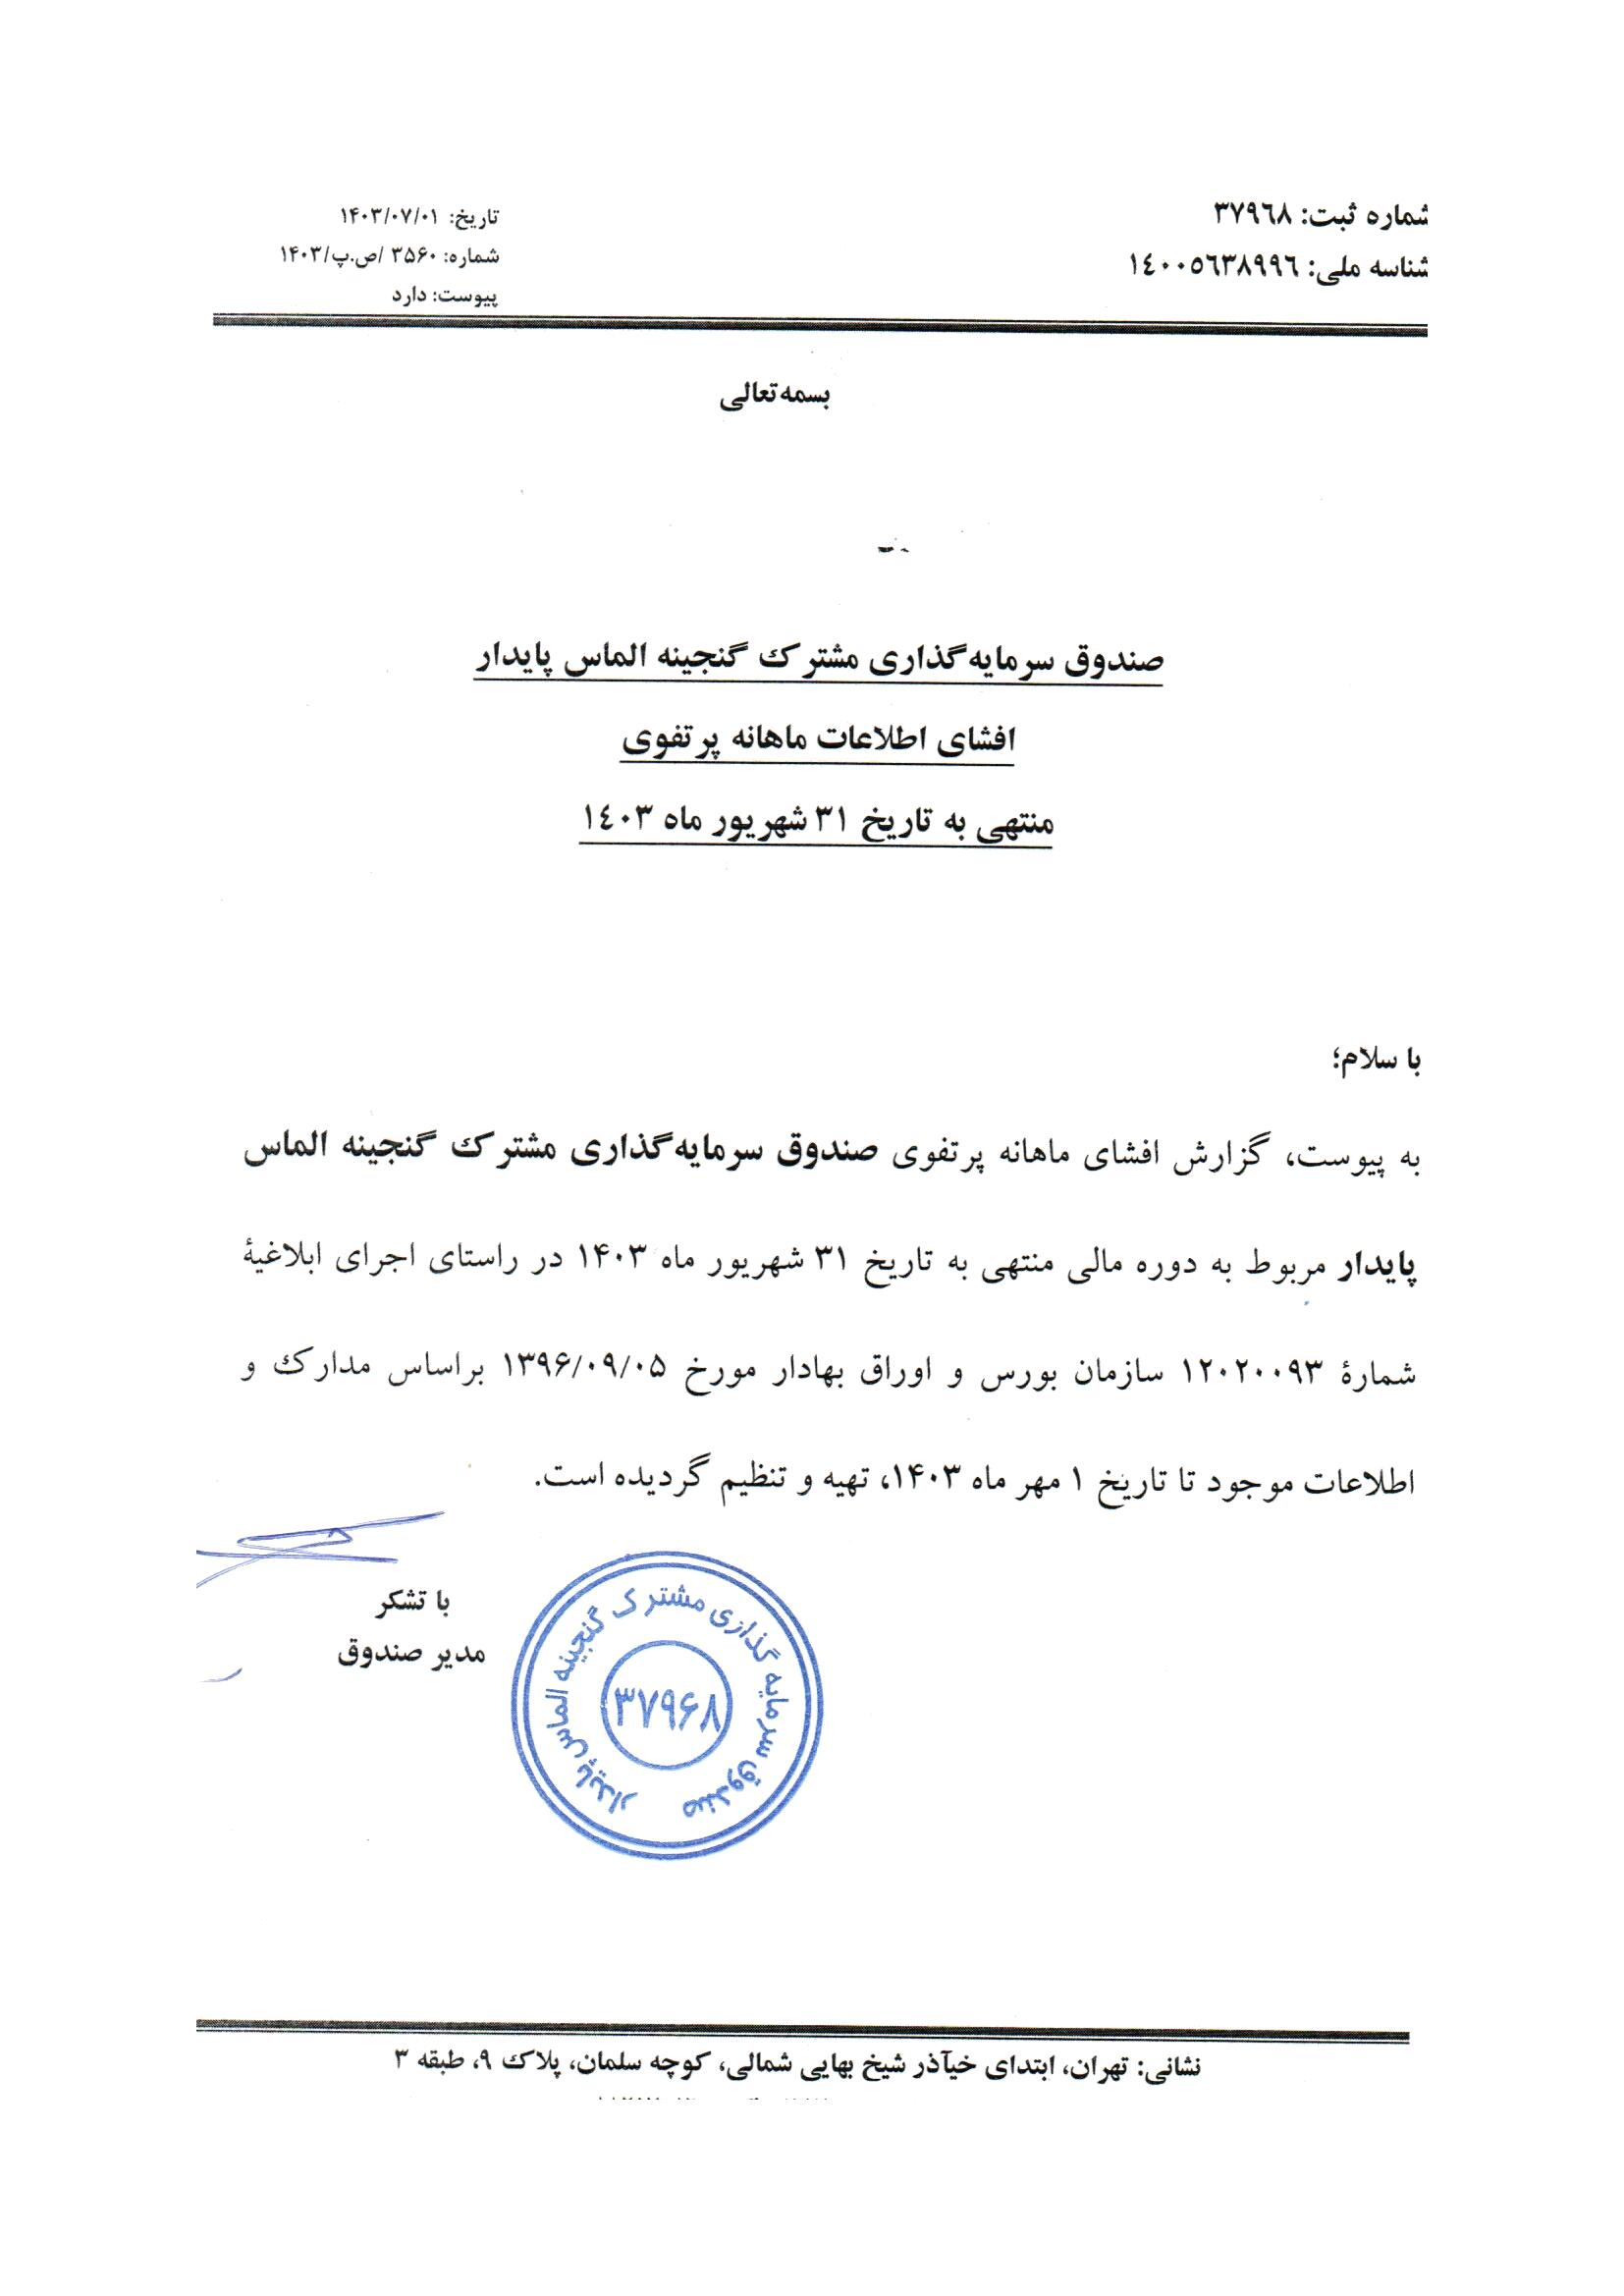 شماره ثبت: ۳۷۹٦۸
شناسه ملی: ۱٤۰۰٥٦۳۸۹۹٦
تاریخ: ۱۴۰۳/۰۷/۰۱
شماره: ۳۵۶۰ /ص.پ/۱۴۰۳
پیوست: دارد
بسمه‌تعالی
صندوق سرمایه‌گذاری مشترک گنجینه الماس پایدار
افشای اطلاعات ماهانه پرتفوی
منتهی به تاریخ ۳۱ شهریور ماه ۱٤۰۳
با سلام؛
به پیوست، گزارش افشای ماهانه پرتفوی صندوق سرمایه‌گذاری مشترک گنجینه الماس
پایدار مربوط به دوره مالی منتهی به تاریخ ۳۱ شهریور ماه ۱۴۰۳ در راستای اجرای ابلاغیهٔ
شمارهٔ ۱۲۰۲۰۰۹۳ سازمان بورس و اوراق بهادار مورخ ۱۳۹۶/۰۹/۰۵ براساس مدارک و
اطلاعات موجود تا تاریخ ۱ مهر ماه ۱۴۰۳، تهیه و تنظیم گردیده است.
با تشکر
مدیر صندوق
صندوق سرمایه گذاری مشترک گنجینه الماس پایدار
۳۷۹۶۸
نشانی: تهران، ابتدای خیآذر شیخ بهایی شمالی، کوچه سلمان، پلاک ۹، طبقه ۳